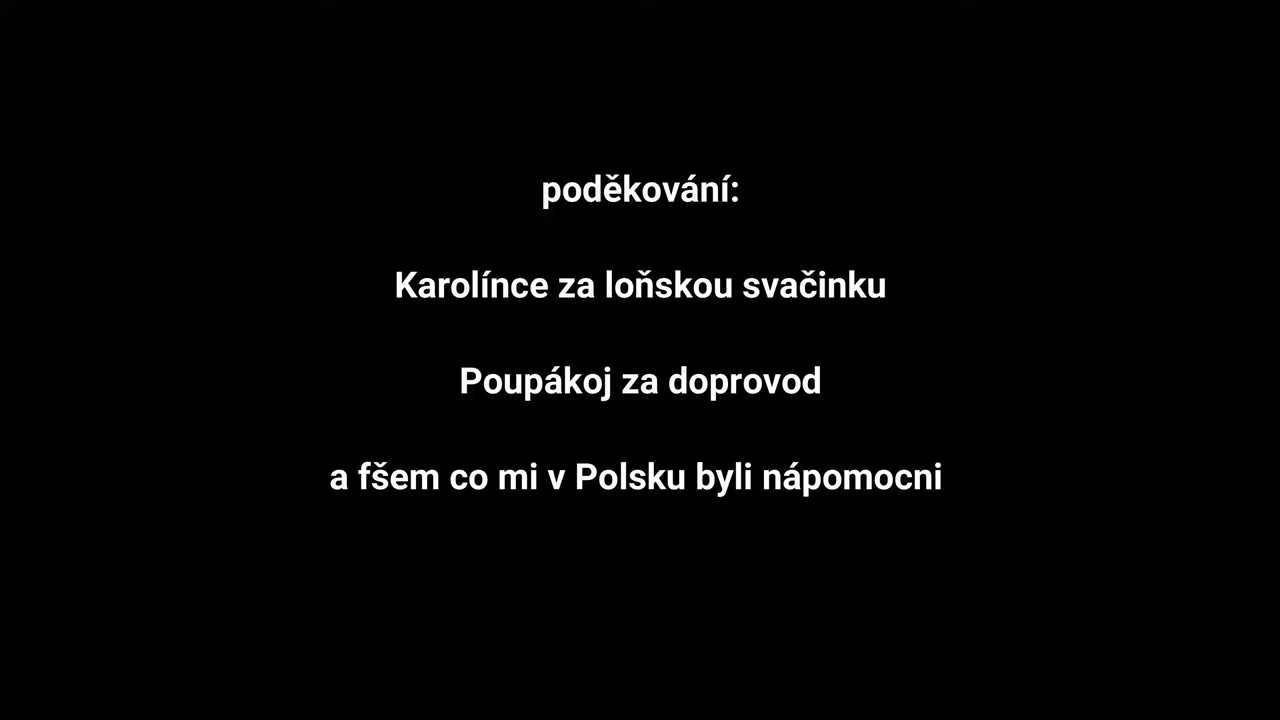 poděkování:
Karolínce za loňskou svačinku
Poupákoj za doprovod
a fšem co mi v Polsku byli nápomocni